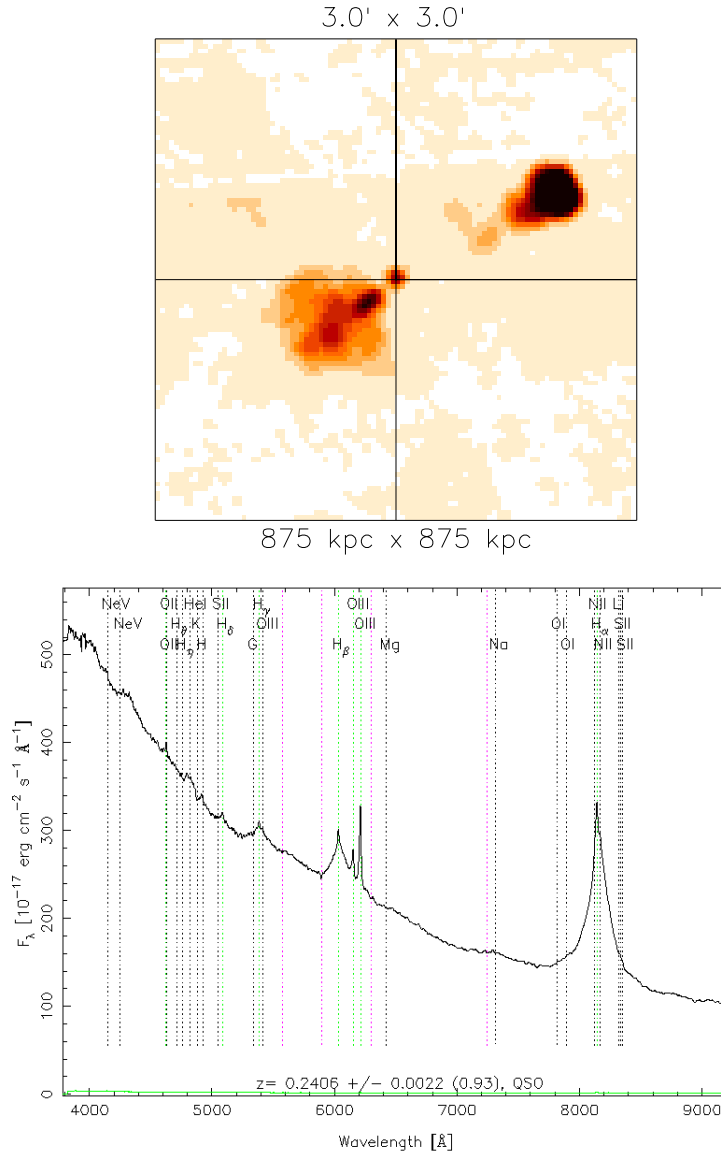 3.0' x 3.0'
875 kpc x 875 kpc
NeV OII HeI SII Hγ OIII NII Li
NeV Hθ K Hδ OIII OIII OI Hα SII
OII Hη H G Hβ Mg Na OI NII SII
500
400
300
200
100
0
Fλ [10⁻¹⁷ erg cm⁻² s⁻¹ Å⁻¹]
z= 0.2406 +/- 0.0022 (0.93), QSO
4000 5000 6000 7000 8000 9000
Wavelength [Å]